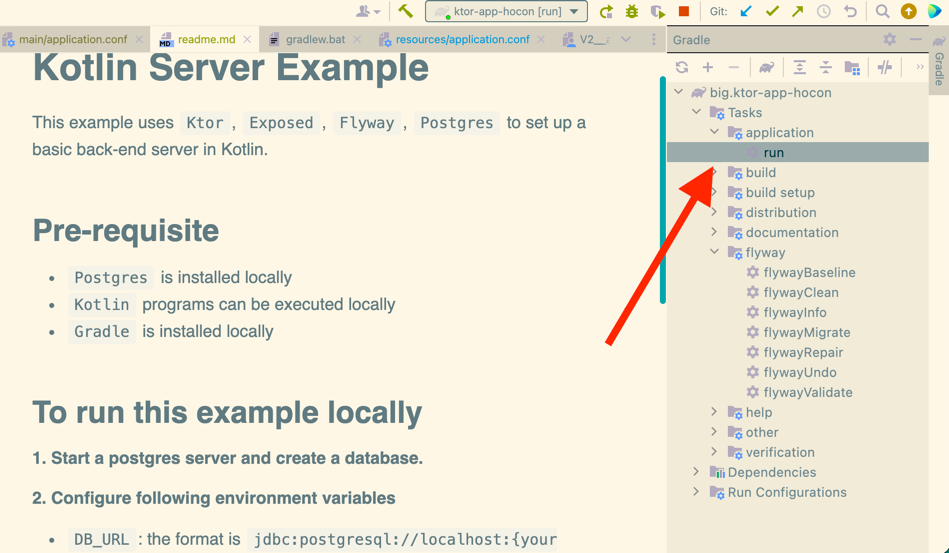 ktor-app-hocon [run]
Git:
main/application.conf
readme.md
gradlew.bat
resources/application.conf
V2__
Gradle
Gradle
Kotlin Server Example
This example uses Ktor, Exposed, Flyway, Postgres to set up a
basic back-end server in Kotlin.
Pre-requisite
• Postgres is installed locally
• Kotlin programs can be executed locally
• Gradle is installed locally
To run this example locally
1. Start a postgres server and create a database.
2. Configure following environment variables
• DB_URL : the format is jdbc:postgresql://localhost:{your
big.ktor-app-hocon
Tasks
application
run
build
build setup
distribution
documentation
flyway
flywayBaseline
flywayClean
flywayInfo
flywayMigrate
flywayRepair
flywayUndo
flywayValidate
help
other
verification
Dependencies
Run Configurations